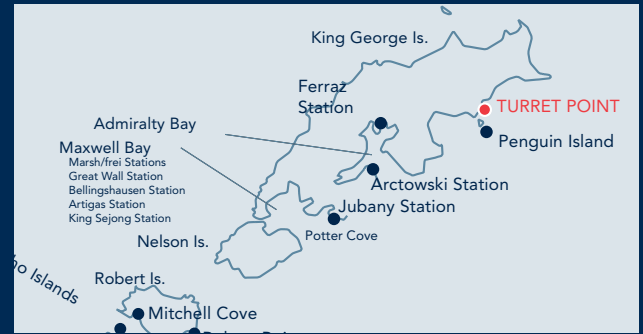 King George Is.
Ferraz
Station
TURRET POINT
Admiralty Bay
Penguin Island
Maxwell Bay
Marsh/frei Stations
Great Wall Station
Bellingshausen Station
Artigas Station
King Sejong Station
Arctowski Station
Jubany Station
Potter Cove
Nelson Is.
Islands
Robert Is.
Mitchell Cove